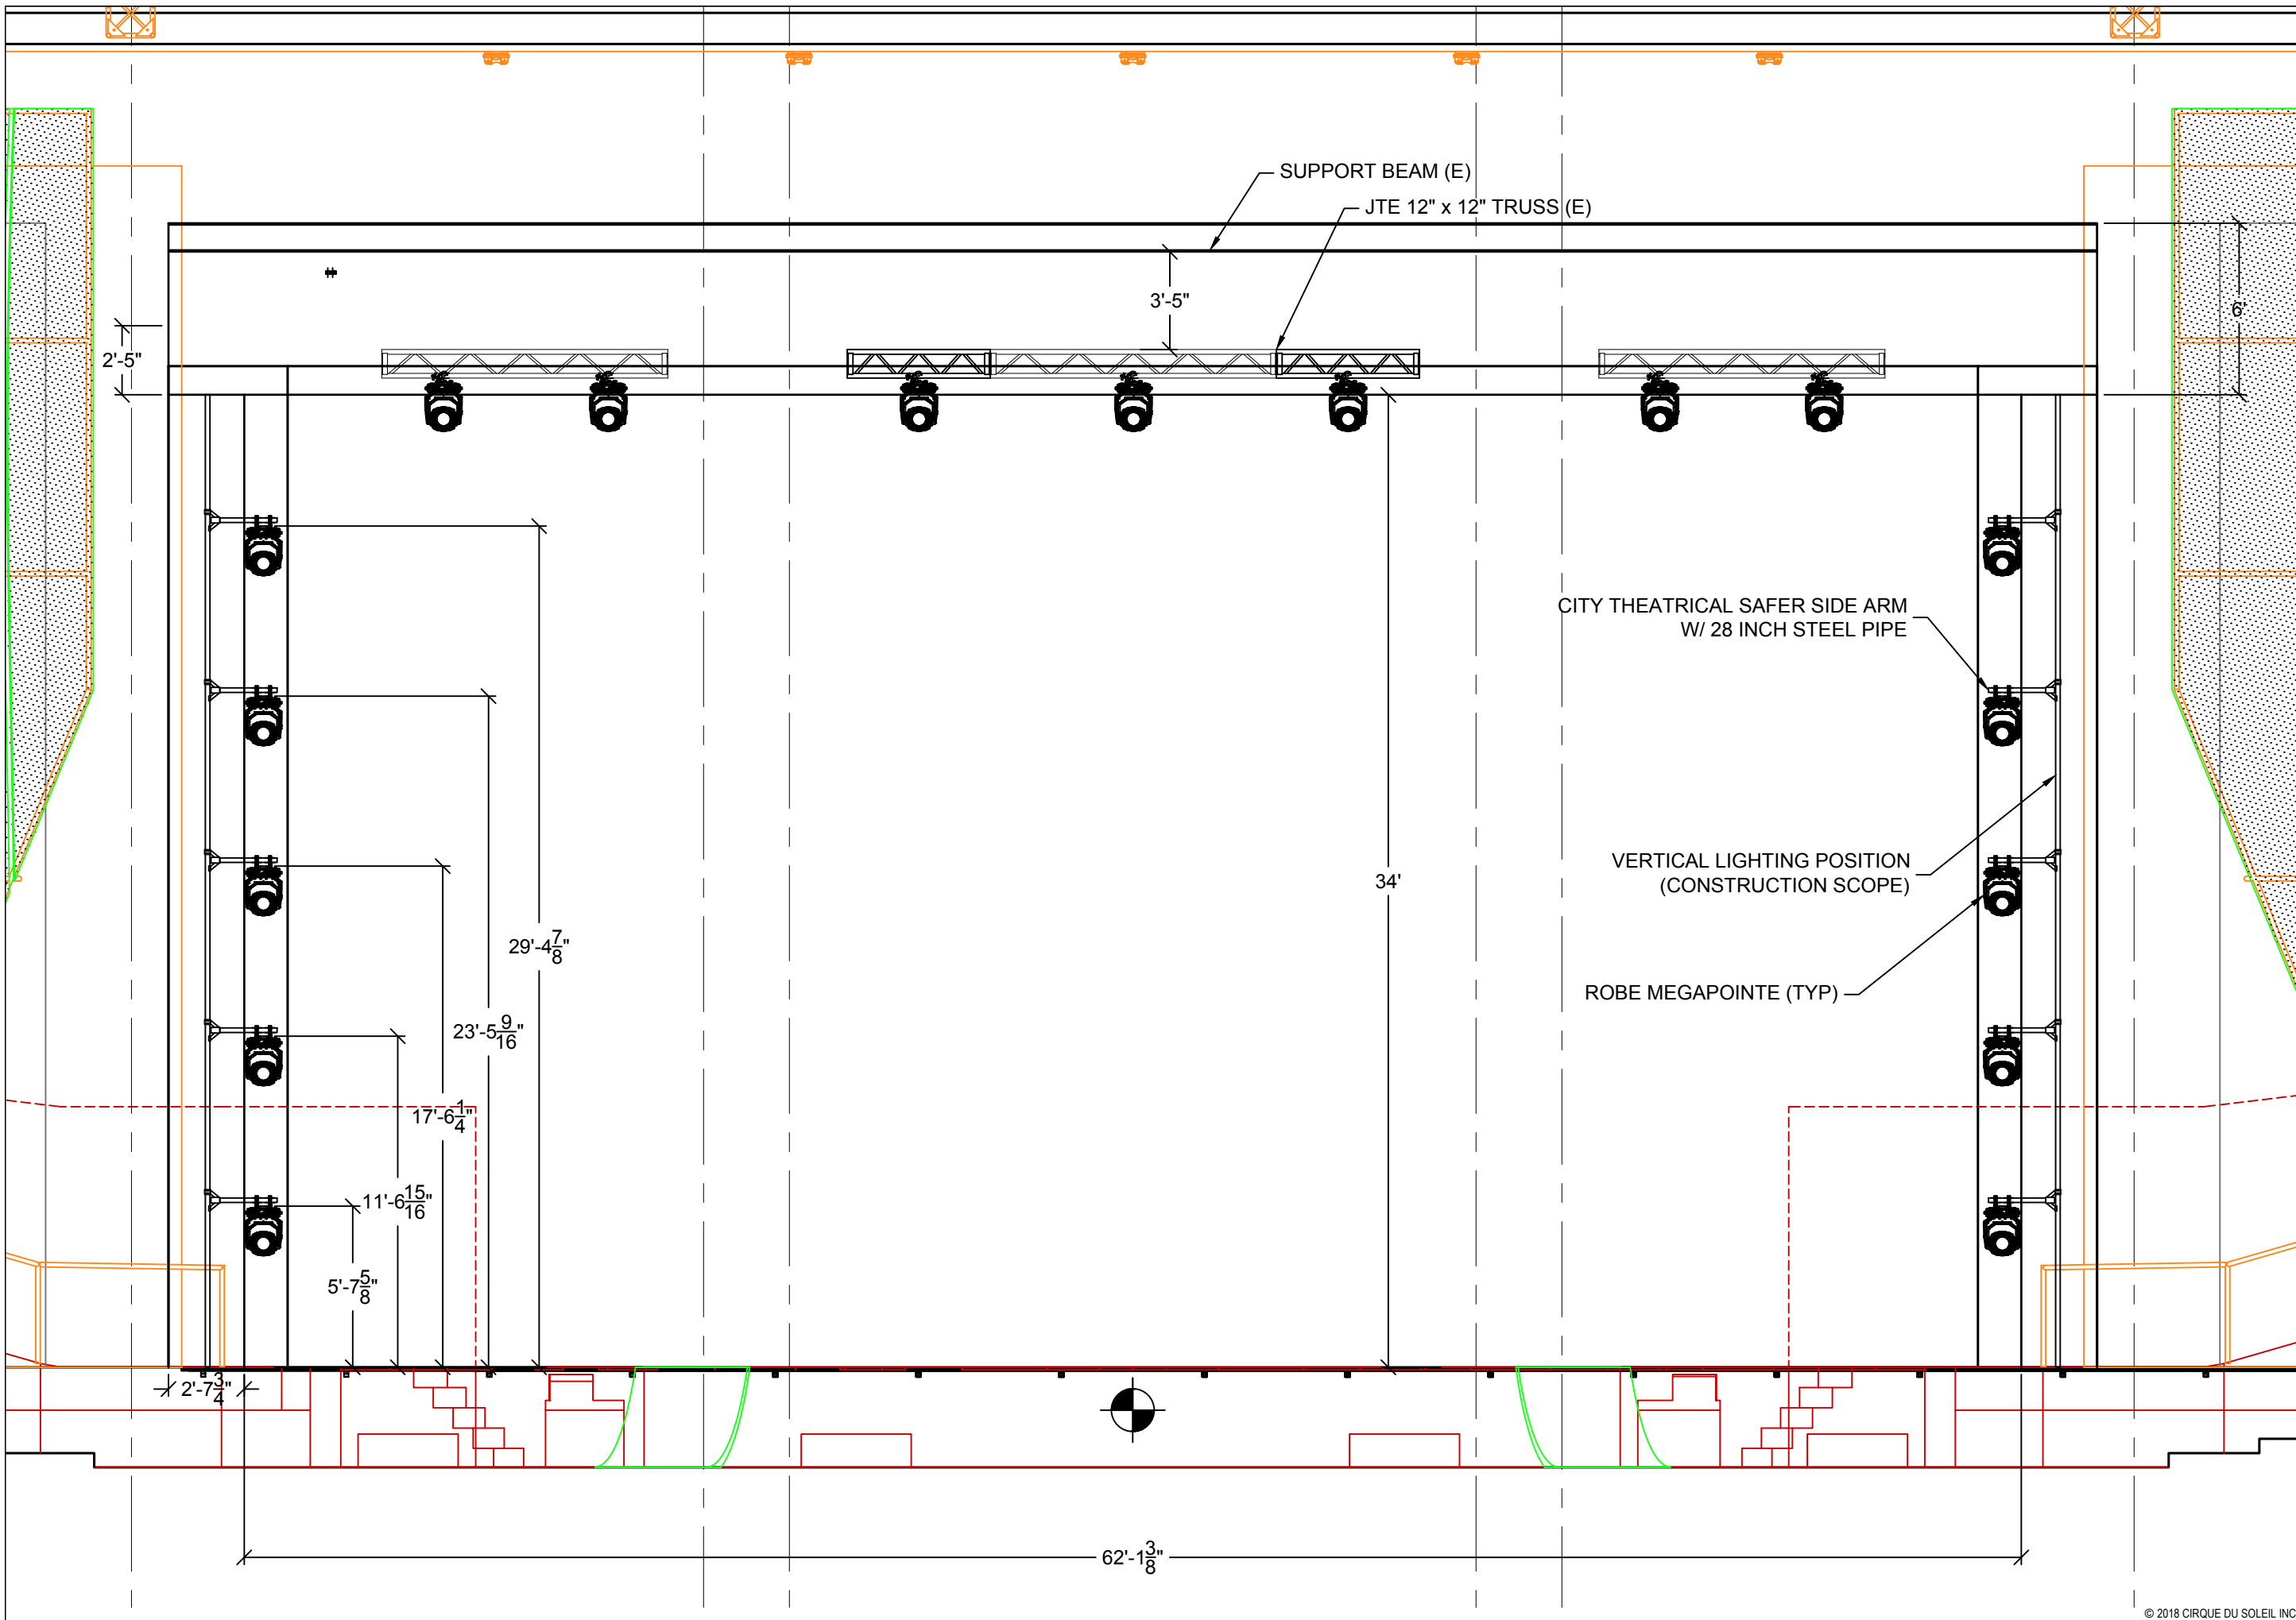 SUPPORT BEAM (E)
JTE 12" x 12" TRUSS (E)
3'-5"
6'
2'-5"
CITY THEATRICAL SAFER SIDE ARM
W/ 28 INCH STEEL PIPE
VERTICAL LIGHTING POSITION
(CONSTRUCTION SCOPE)
34'
29'-4 7/8"
ROBE MEGAPOINTE (TYP)
23'-5 9/16"
17'-6 1/4"
11'-6 15/16"
5'-7 5/8"
2'-7 3/4"
62'-1 3/8"
© 2018 CIRQUE DU SOLEIL INC